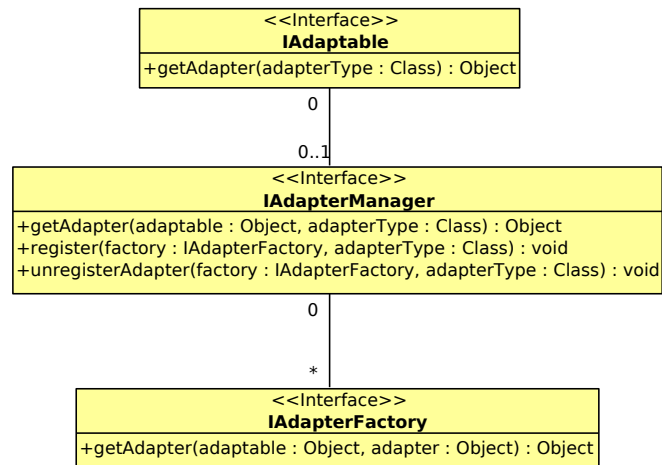 <<Interface>>
IAdaptable
+getAdapter(adapterType : Class) : Object
0
0..1
<<Interface>>
IAdapterManager
+getAdapter(adaptable : Object, adapterType : Class) : Object
+register(factory : IAdapterFactory, adapterType : Class) : void
+unregisterAdapter(factory : IAdapterFactory, adapterType : Class) : void
0
*
<<Interface>>
IAdapterFactory
+getAdapter(adaptable : Object, adapter : Object) : Object